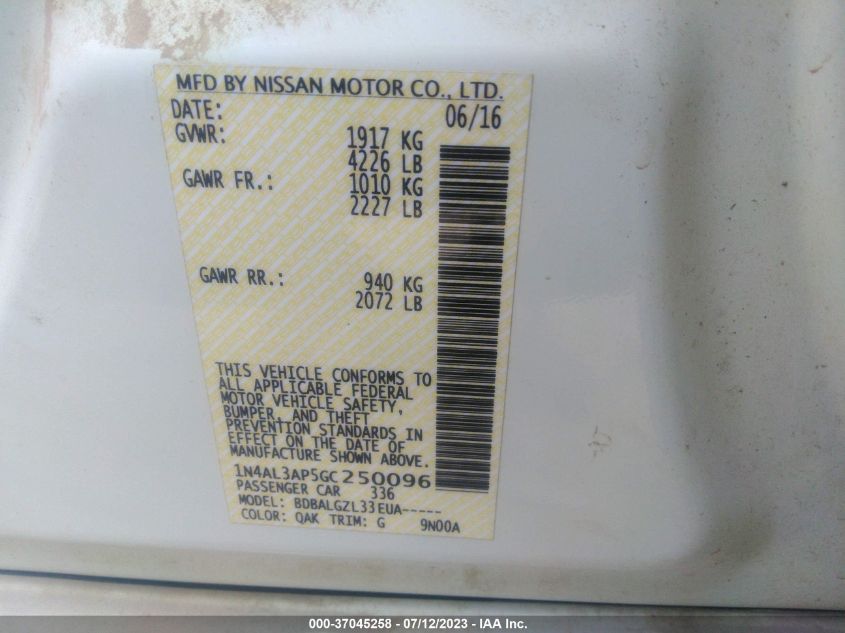 MFD BY NISSAN MOTOR CO., LTD.
DATE: 06/16
GVWR: 1917 KG
4226 LB
GAWR FR.: 1010 KG
2227 LB
GAWR RR.: 940 KG
2072 LB
THIS VEHICLE CONFORMS TO
ALL APPLICABLE FEDERAL
MOTOR VEHICLE SAFETY,
BUMPER, AND THEFT
PREVENTION STANDARDS IN
EFFECT ON THE DATE OF
MANUFACTURE SHOWN ABOVE.
1N4AL3AP5GC250096
PASSENGER CAR 336
MODEL: BDBALGZL33EUA-----
COLOR: QAK TRIM: G 9N00A
000-37045258 - 07/12/2023 - IAA Inc.